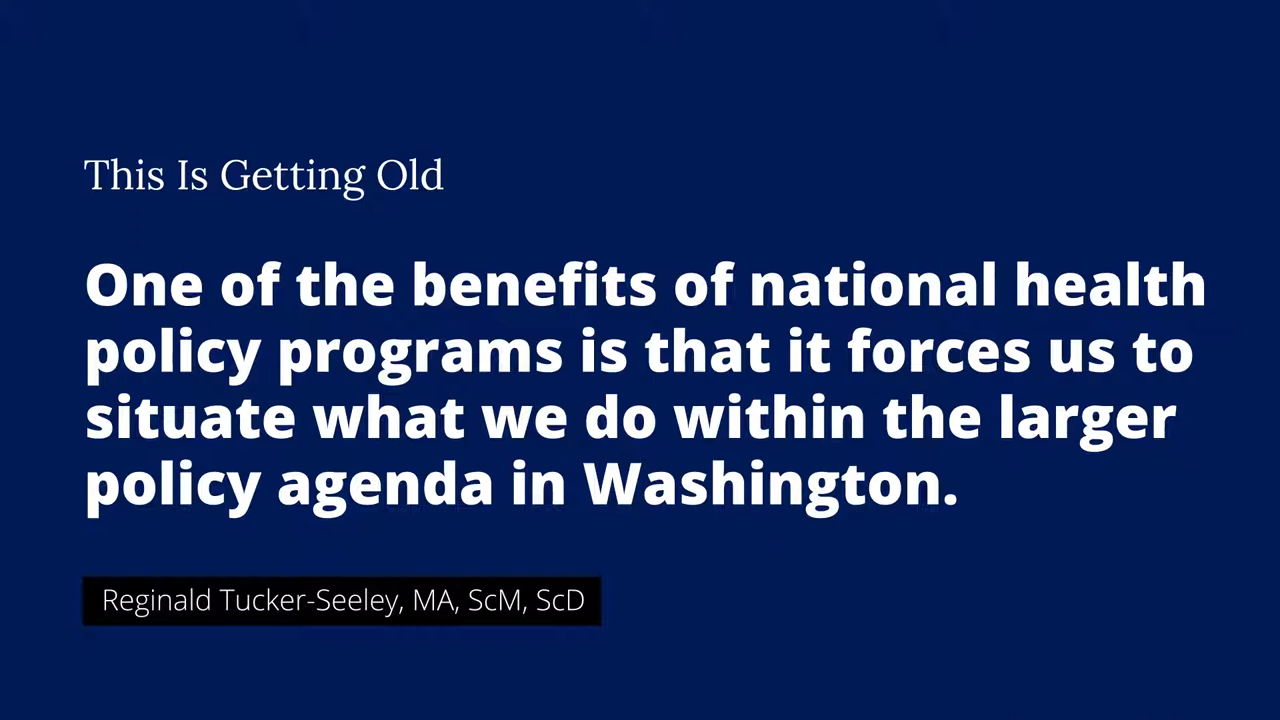 This Is Getting Old
One of the benefits of national health
policy programs is that it forces us to
situate what we do within the larger
policy agenda in Washington.
Reginald Tucker-Seeley, MA, ScM, ScD